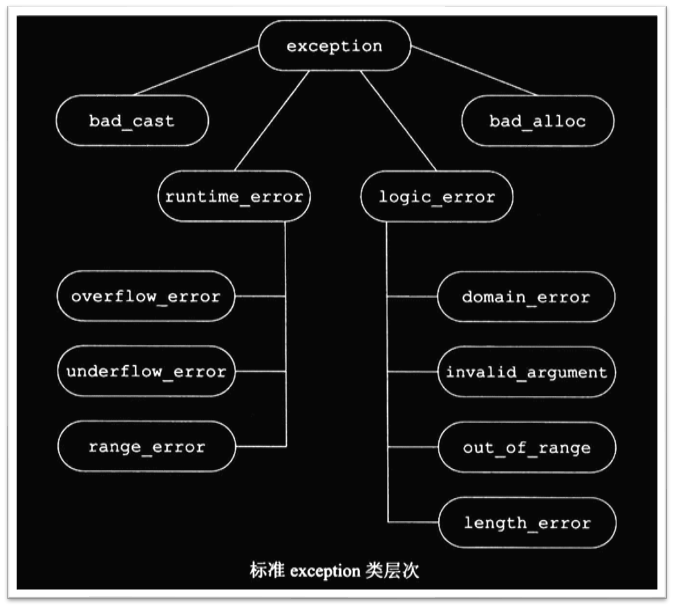 exception
bad_cast
bad_alloc
runtime_error
logic_error
overflow_error
domain_error
underflow_error
invalid_argument
range_error
out_of_range
length_error
标准 exception 类层次